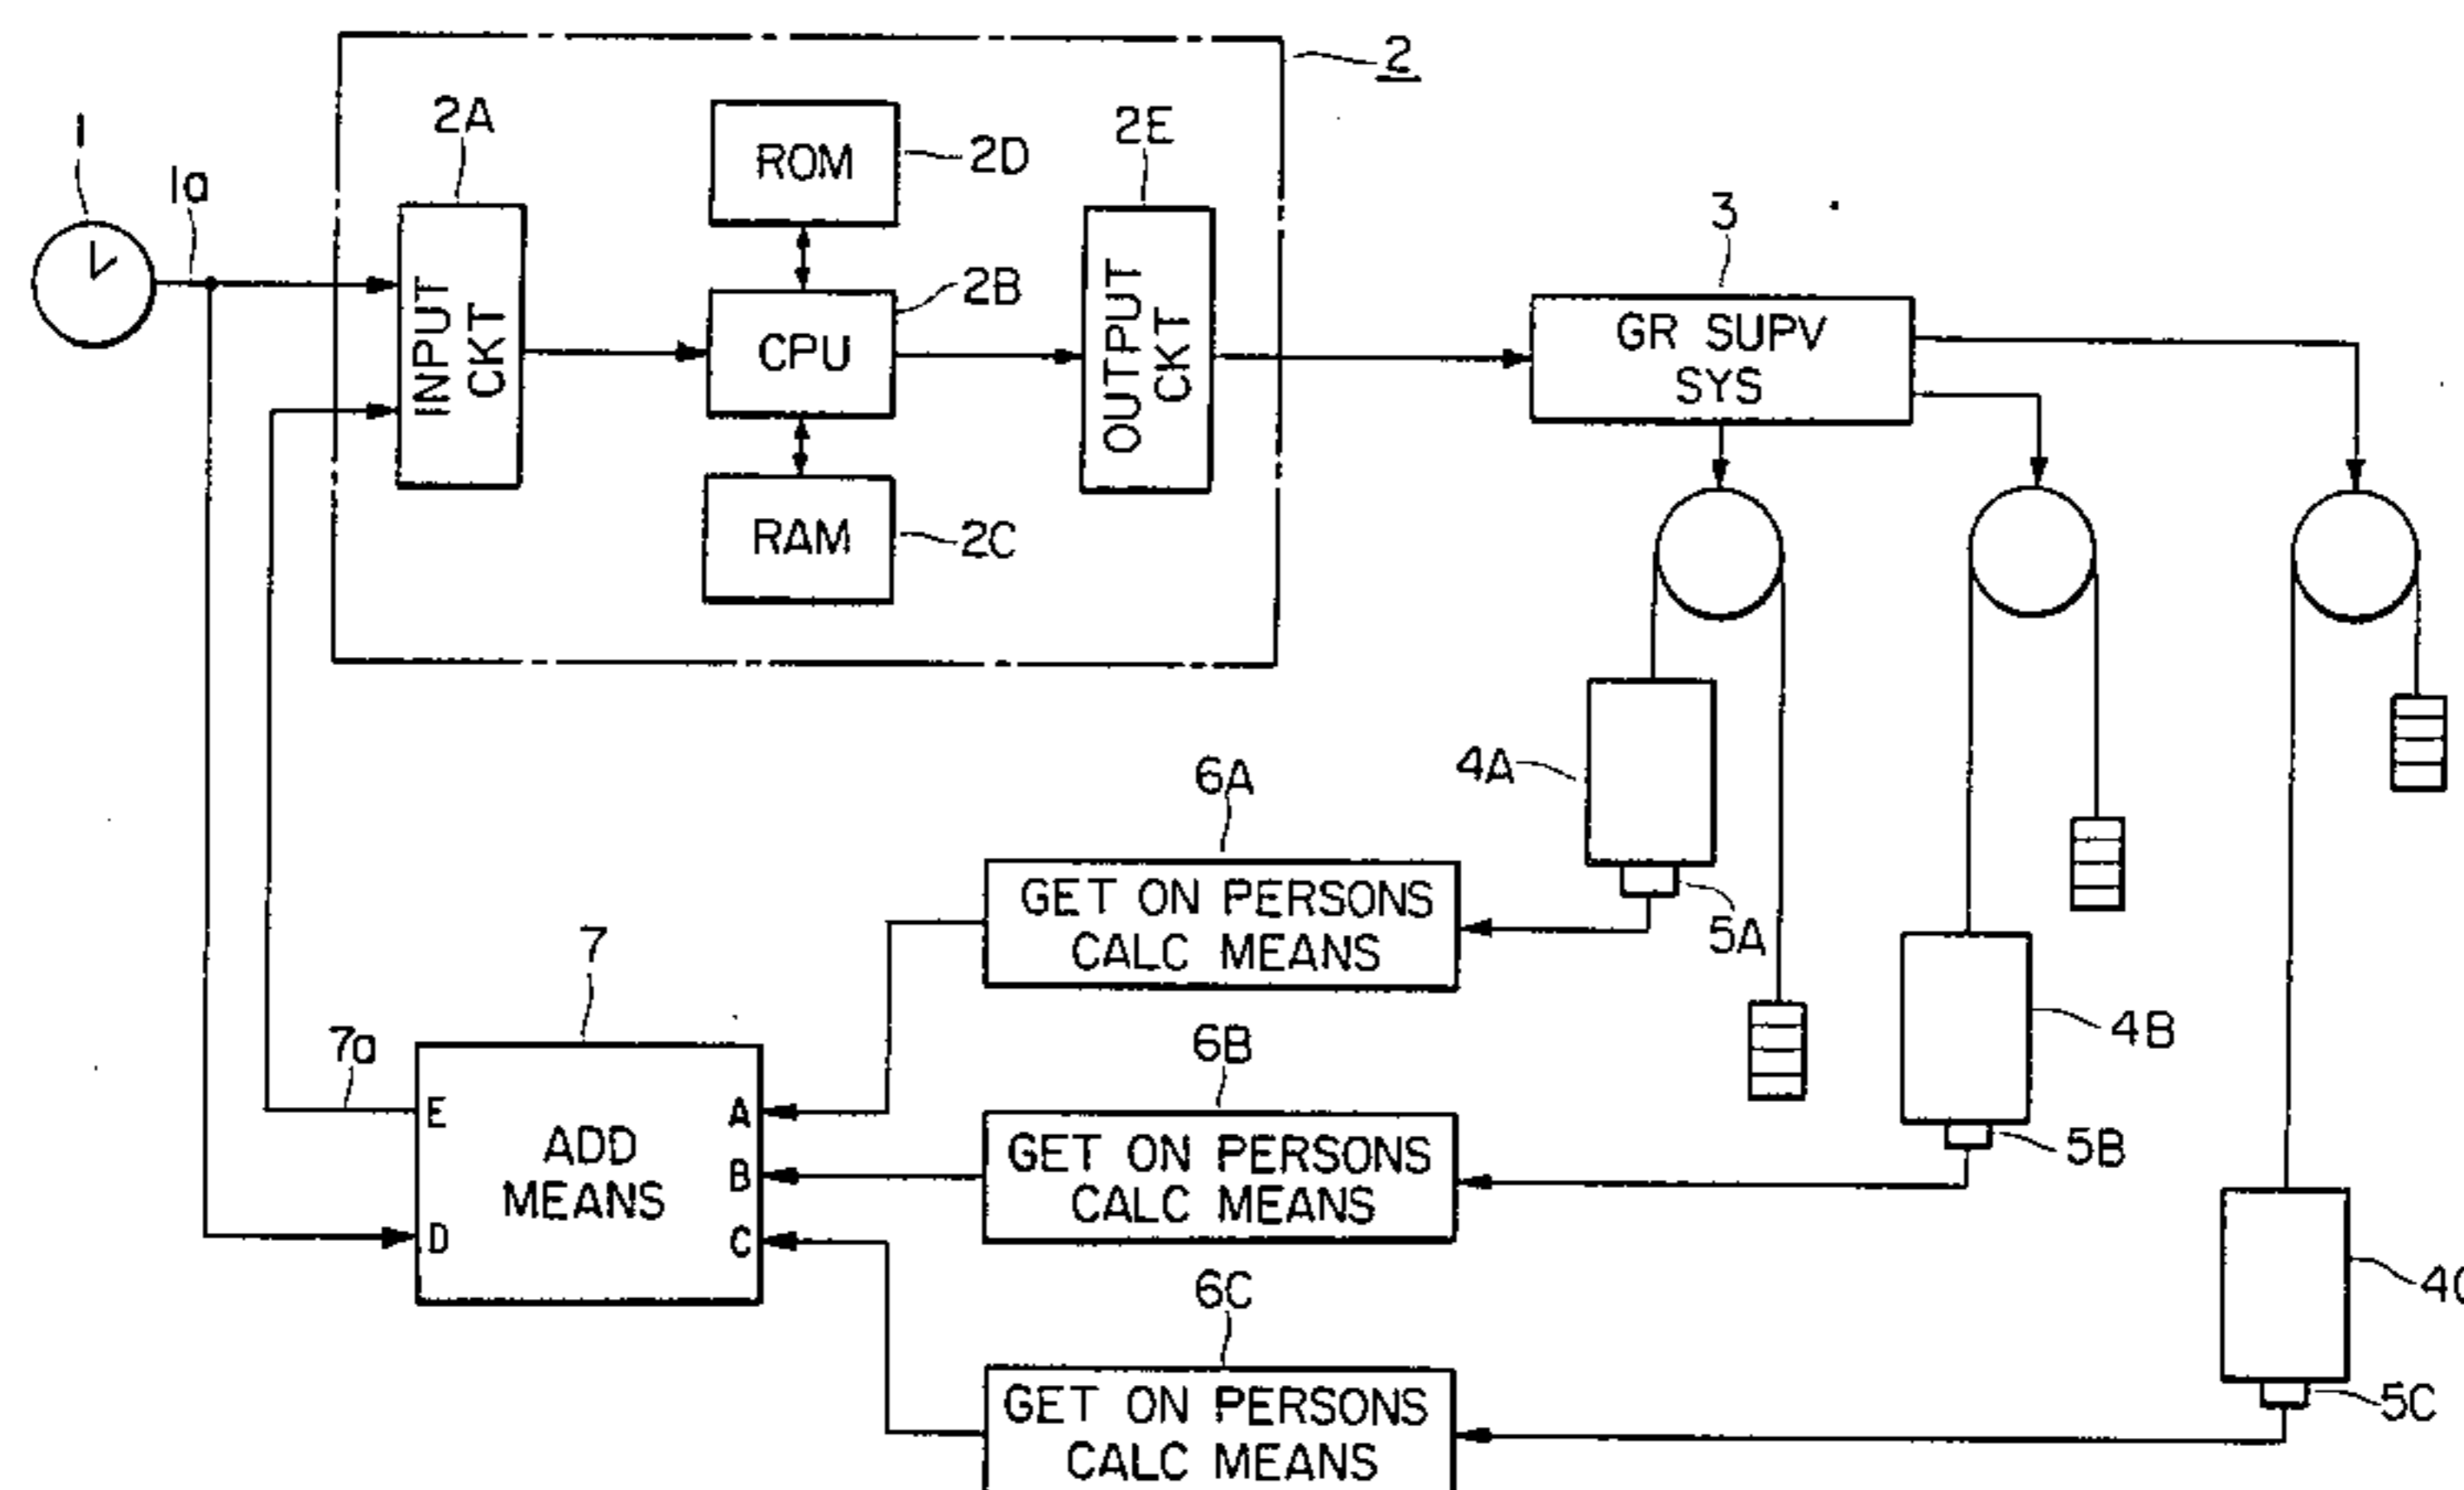 2
1
1a
2A
ROM
2D
2E
INPUT
CKT
2B
CPU
OUTPUT
CKT
RAM
2C
3
GR SUPV
SYS
4A
5A
6A
GET ON PERSONS
CALC MEANS
4B
5B
6B
GET ON PERSONS
CALC MEANS
7
7a
E
ADD
MEANS
D
A
B
C
6C
GET ON PERSONS
CALC MEANS
5C